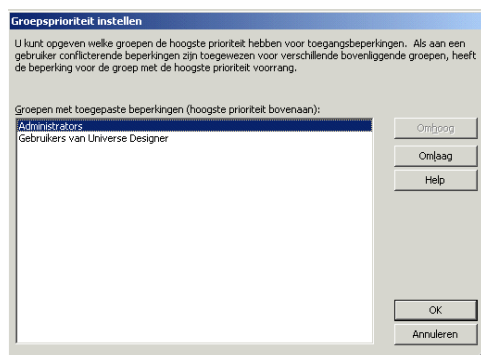 Groepsprioriteit instellen
U kunt opgeven welke groepen de hoogste prioriteit hebben voor toegangsbeperkingen. Als aan een
gebruiker conflicterende beperkingen zijn toegewezen voor verschillende bovenliggende groepen, heeft
de beperking voor de groep met de hoogste prioriteit voorrang.
Groepen met toegepaste beperkingen (hoogste prioriteit bovenaan):
Administrators
Gebruikers van Universe Designer
Omhoog
Omlaag
Help
OK
Annuleren